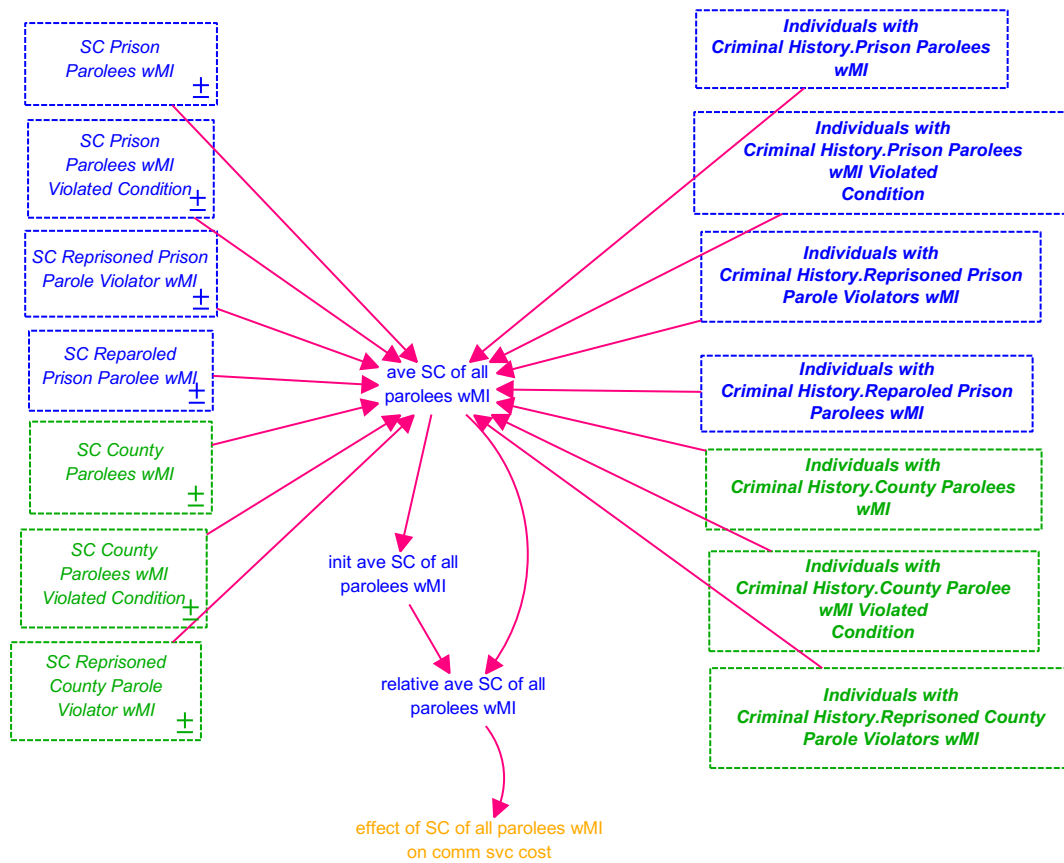 SC Prison
Parolees wMI
±
SC Prison
Parolees wMI
Violated Condition
±
SC Reprisoned Prison
Parole Violator wMI
±
SC Reparoled
Prison Parolee wMI
±
SC County
Parolees wMI
±
SC County
Parolees wMI
Violated Condition
±
SC Reprisoned
County Parole
Violator wMI
±
ave SC of all
parolees wMI
init ave SC of all
parolees wMI
relative ave SC of all
parolees wMI
effect of SC of all parolees wMI
on comm svc cost
Individuals with
Criminal History.Prison Parolees
wMI
Individuals with
Criminal History.Prison Parolees
wMI Violated
Condition
Individuals with
Criminal History.Reprisoned Prison
Parole Violators wMI
Individuals with
Criminal History.Reparoled Prison
Parolees wMI
Individuals with
Criminal History.County Parolees
wMI
Individuals with
Criminal History.County Parolee
wMI Violated
Condition
Individuals with
Criminal History.Reprisoned County
Parole Violators wMI